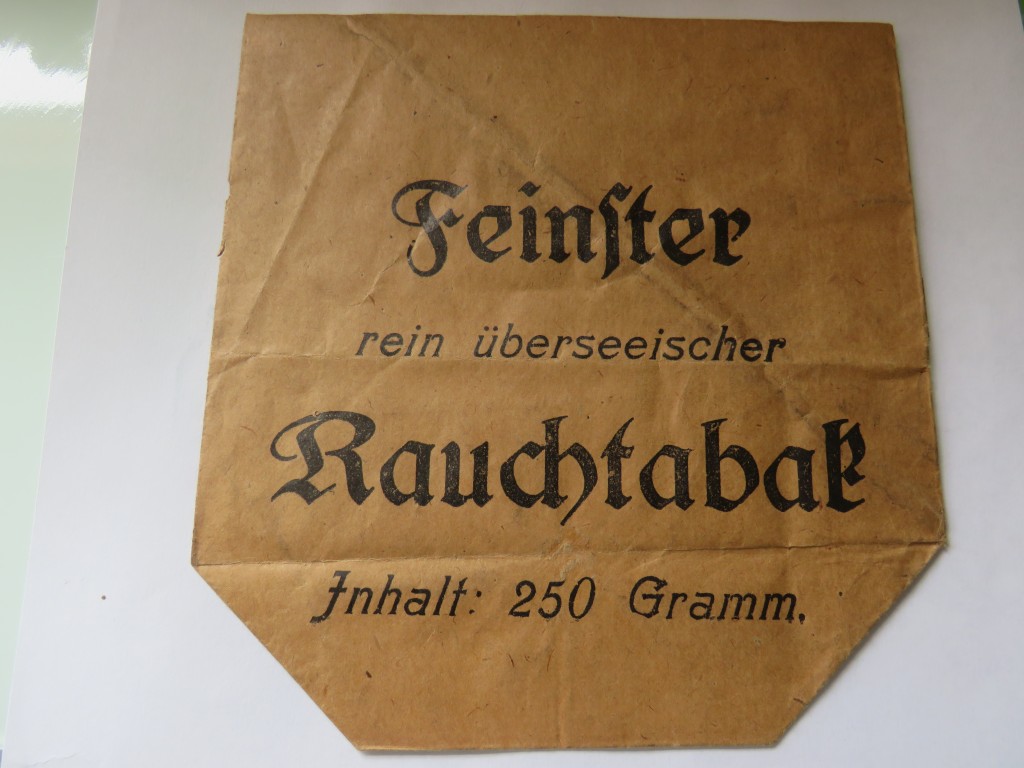 Feinſter
rein überseeischer
Rauchtabak
Inhalt: 250 Gramm.